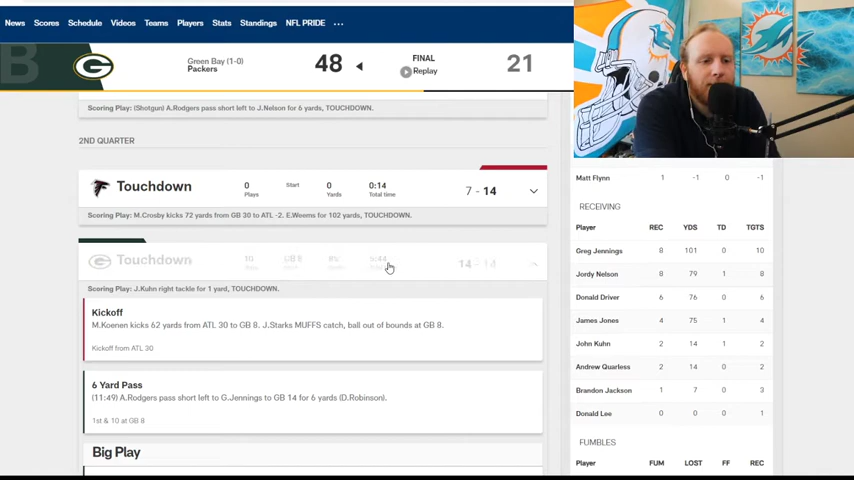 News Scores Schedule Videos Teams Players Stats Standings NFL PRIDE ...
B
G
Green Bay (1-0)
Packers
48
FINAL
Replay
21
Scoring Play: (Shotgun) A.Rodgers pass short left to J.Nelson for 6 yards, TOUCHDOWN.
2ND QUARTER
Touchdown
0
Plays
Start
0
Yards
0:14
Total time
7 - 14
Scoring Play: M.Crosby kicks 72 yards from GB 30 to ATL -2. E.Weems for 102 yards, TOUCHDOWN.
Touchdown
10
GB 8
14 - 14
Scoring Play: J.Kuhn right tackle for 1 yard, TOUCHDOWN.
Kickoff
M.Koenen kicks 62 yards from ATL 30 to GB 8. J.Starks MUFFS catch, ball out of bounds at GB 8.
Kickoff from ATL 30
6 Yard Pass
(11:49) A.Rodgers pass short left to G.Jennings to GB 14 for 6 yards (D.Robinson).
1st & 10 at GB 8
Big Play
Matt Flynn 1 -1 0 -1
RECEIVING
Player REC YDS TD TGTS
Greg Jennings 8 101 0 10
Jordy Nelson 8 79 1 8
Donald Driver 6 76 0 6
James Jones 4 75 1 4
John Kuhn 2 14 1 2
Andrew Quarless 2 14 0 2
Brandon Jackson 1 7 0 3
Donald Lee 0 0 0 1
FUMBLES
Player FUM LOST FF REC